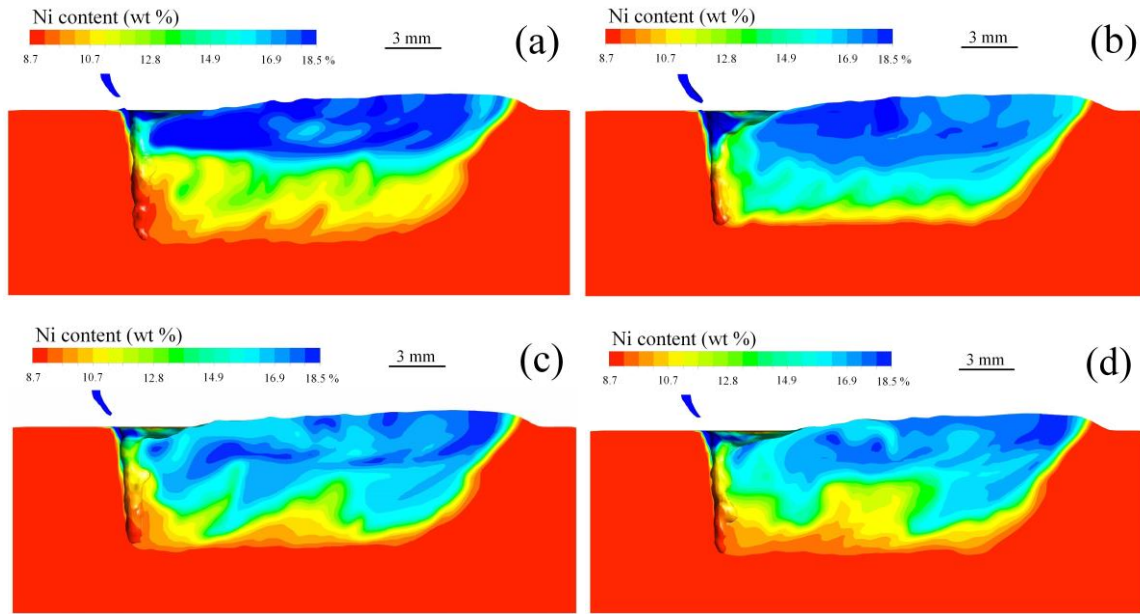 Ni content (wt %)
8.7 10.7 12.8 14.9 16.9 18.5 %
3 mm
(a)
Ni content (wt %)
8.7 10.7 12.8 14.9 16.9 18.5 %
3 mm
(b)
Ni content (wt %)
8.7 10.7 12.8 14.9 16.9 18.5 %
3 mm
(c)
Ni content (wt %)
8.7 10.7 12.8 14.9 16.9 18.5 %
3 mm
(d)